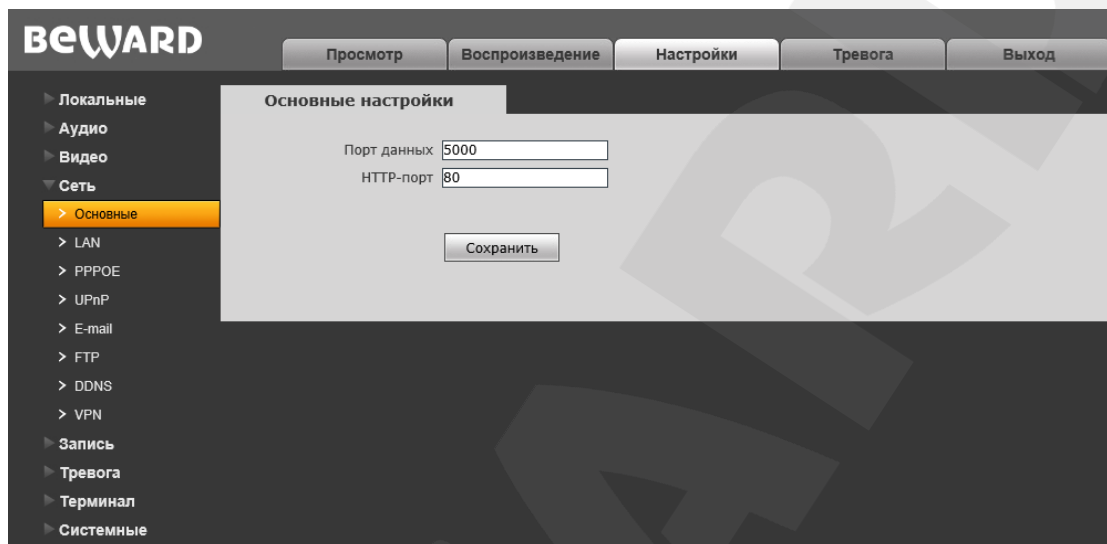 BEWARD
Просмотр
Воспроизведение
Настройки
Тревога
Выход
Локальные
Аудио
Видео
Сеть
Основные
LAN
PPPOE
UPnP
E-mail
FTP
DDNS
VPN
Запись
Тревога
Терминал
Системные
Основные настройки
Порт данных 5000
HTTP-порт 80
Сохранить